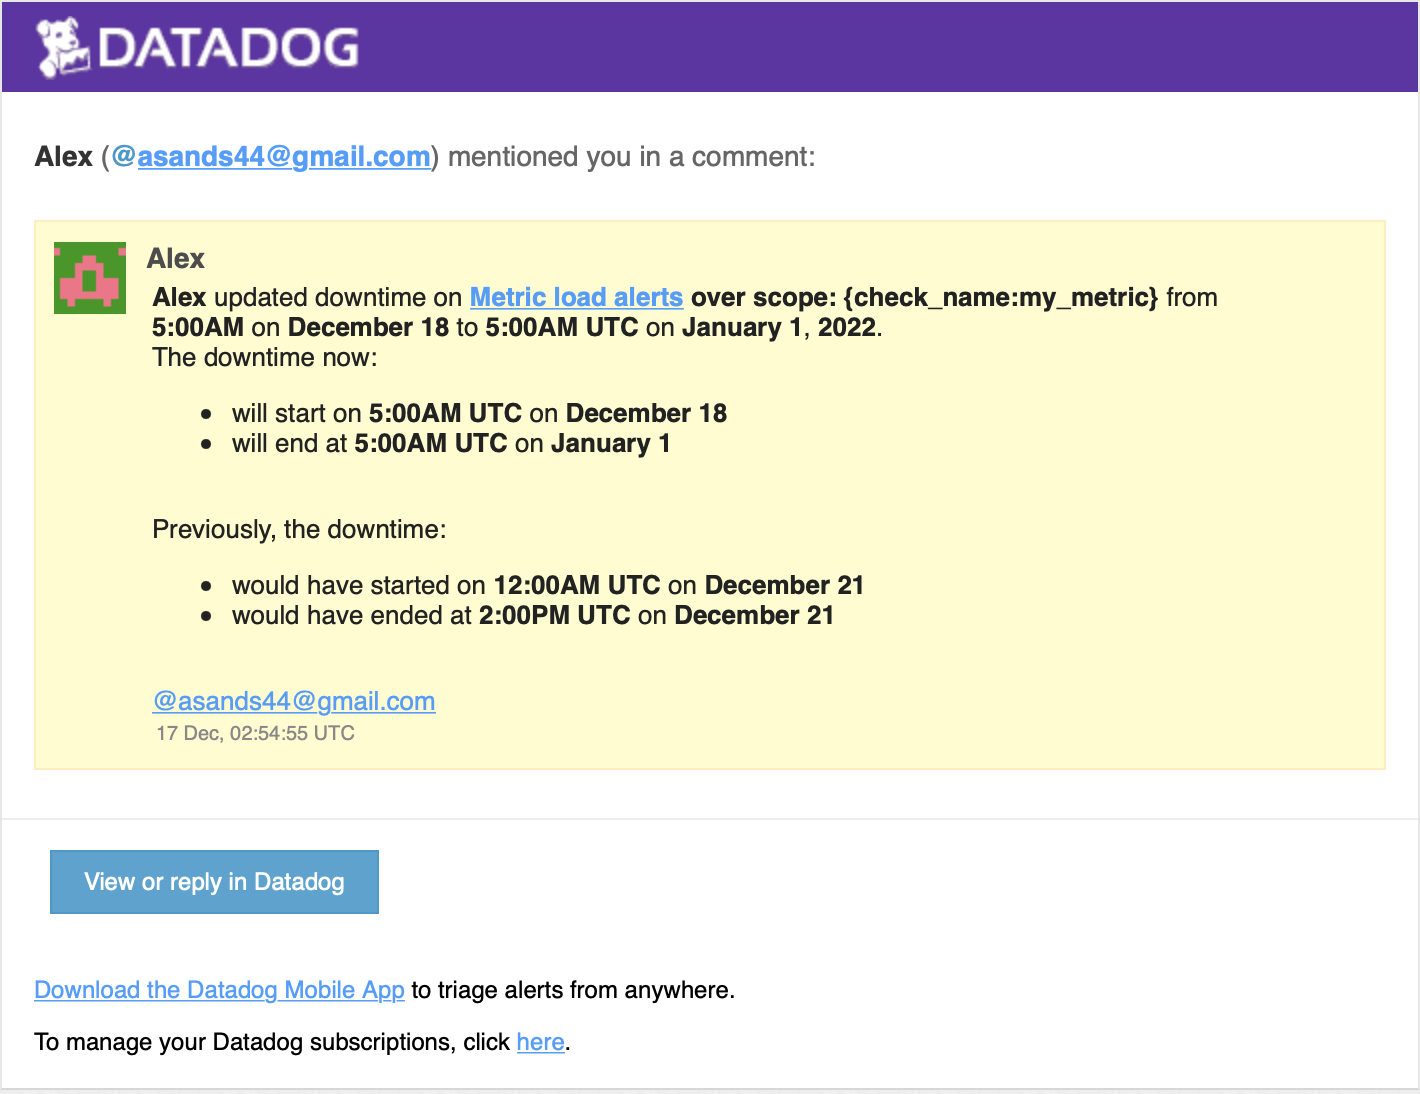 DATADOG
Alex (@asands44@gmail.com) mentioned you in a comment:
Alex
Alex updated downtime on Metric load alerts over scope: {check_name:my_metric} from
5:00AM on December 18 to 5:00AM UTC on January 1, 2022.
The downtime now:
• will start on 5:00AM UTC on December 18
• will end at 5:00AM UTC on January 1
Previously, the downtime:
• would have started on 12:00AM UTC on December 21
• would have ended at 2:00PM UTC on December 21
@asands44@gmail.com
17 Dec, 02:54:55 UTC
View or reply in Datadog
Download the Datadog Mobile App to triage alerts from anywhere.
To manage your Datadog subscriptions, click here.